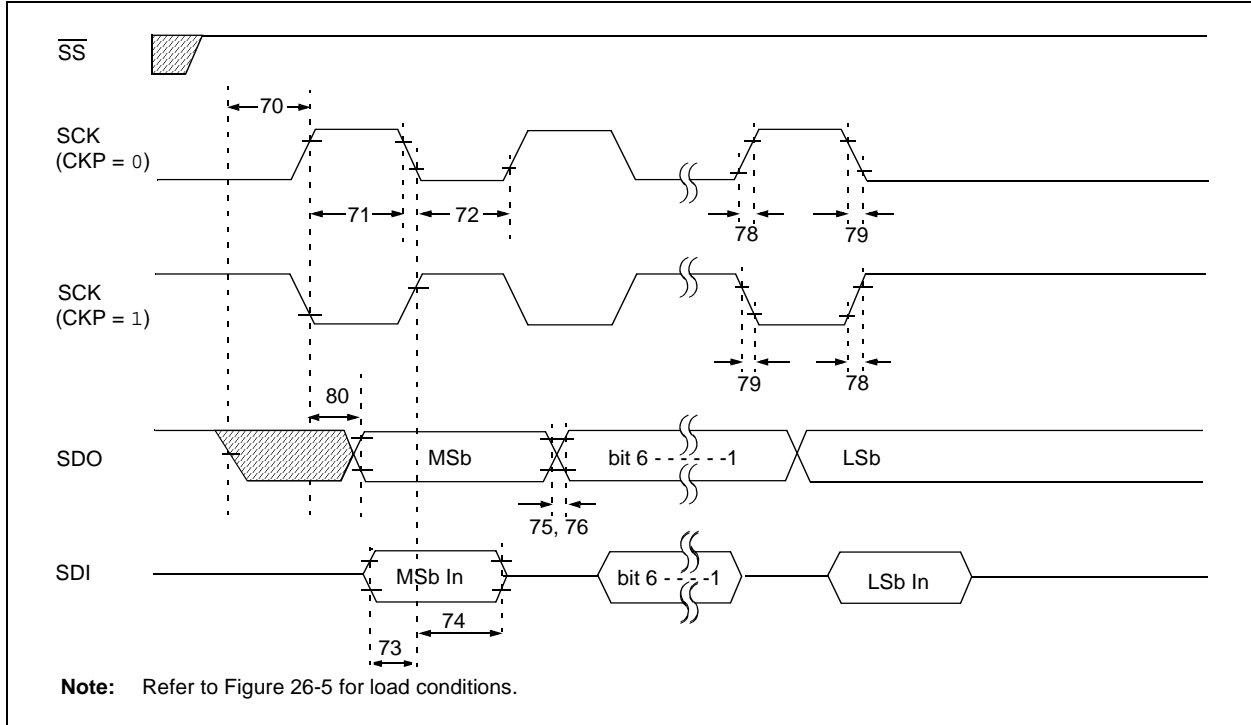 SS
70
SCK
(CKP = 0)
71
72
78
79
SCK
(CKP = 1)
79
78
80
SDO
MSb
bit 6 - - - - - -1
LSb
75, 76
SDI
MSb In
bit 6 - - - - -1
LSb In
74
73
Note: Refer to Figure 26-5 for load conditions.